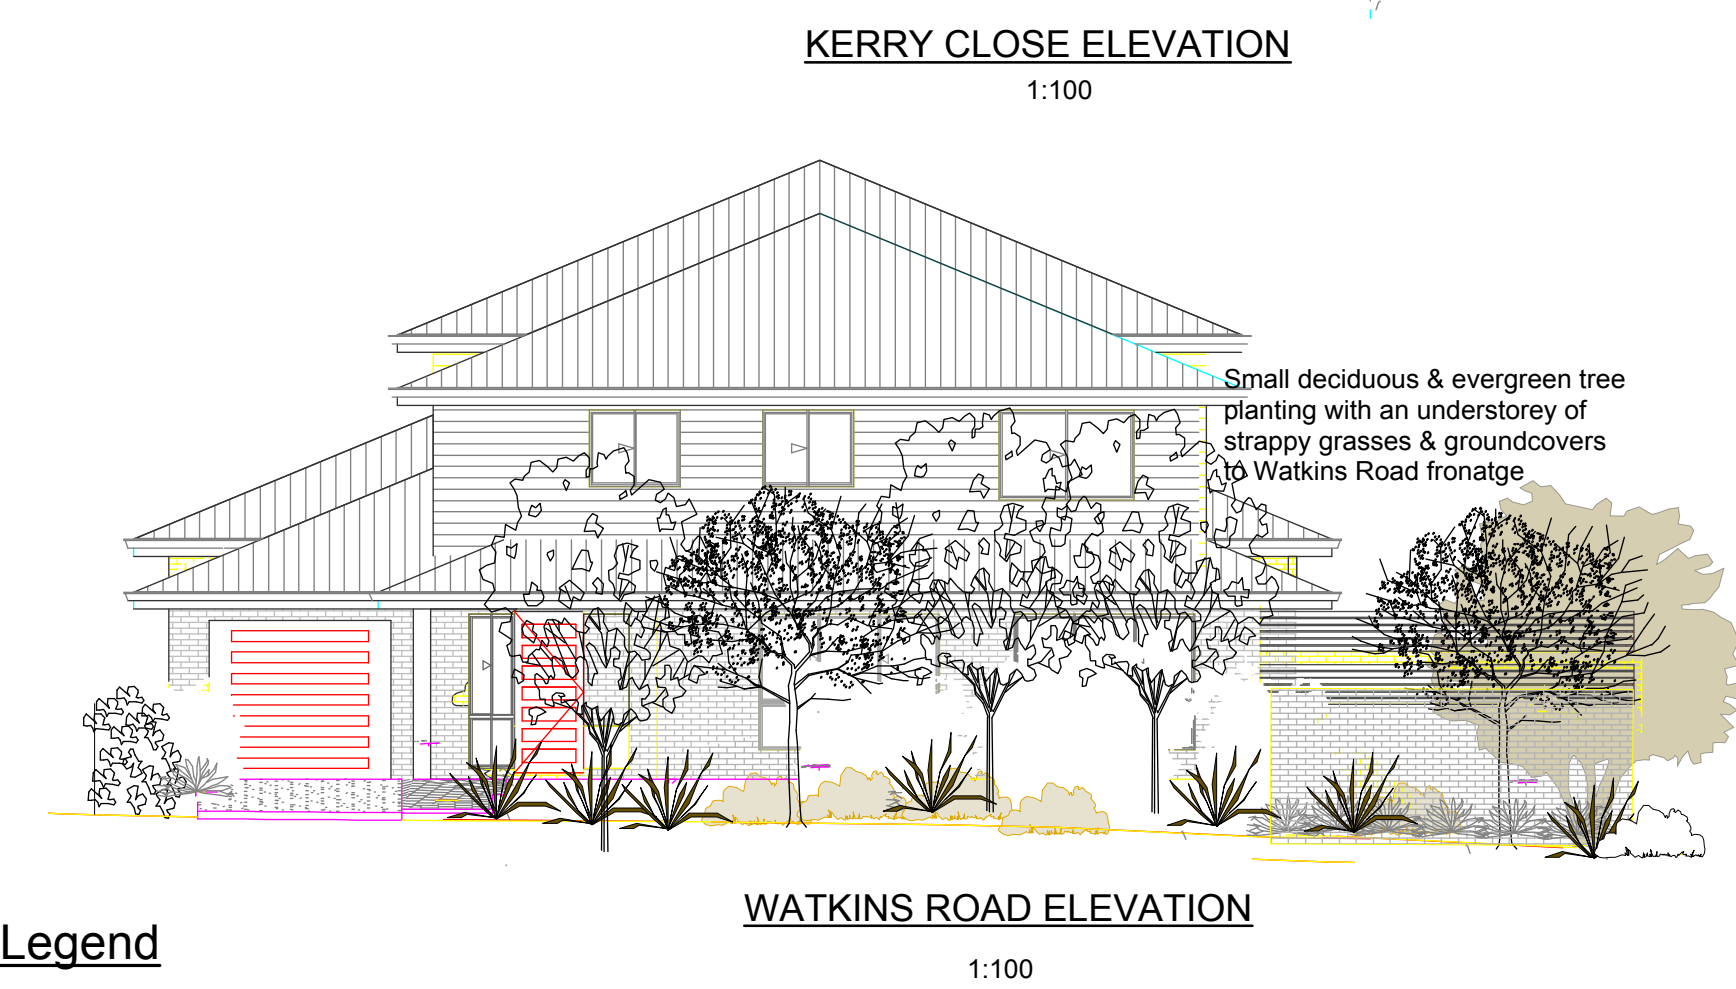 KERRY CLOSE ELEVATION
1:100
Small deciduous & evergreen tree
planting with an understorey of
strappy grasses & groundcovers
to Watkins Road fronatge
WATKINS ROAD ELEVATION
Legend
1:100